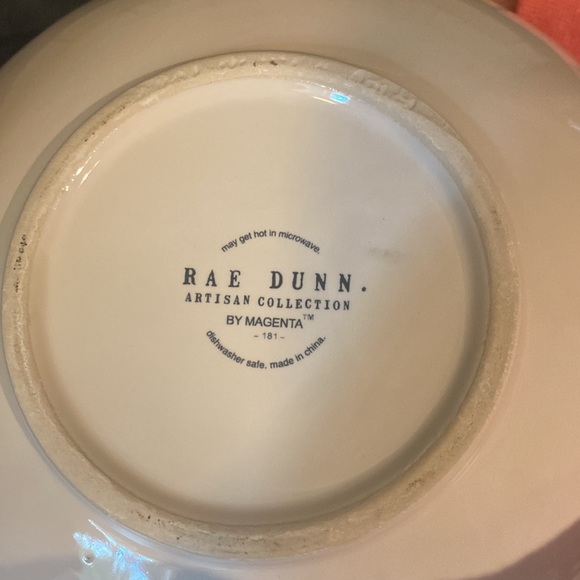 may get hot in microwave.
RAE DUNN.
ARTISAN COLLECTION
BY MAGENTA™
- 181 -
dishwasher safe. made in china.